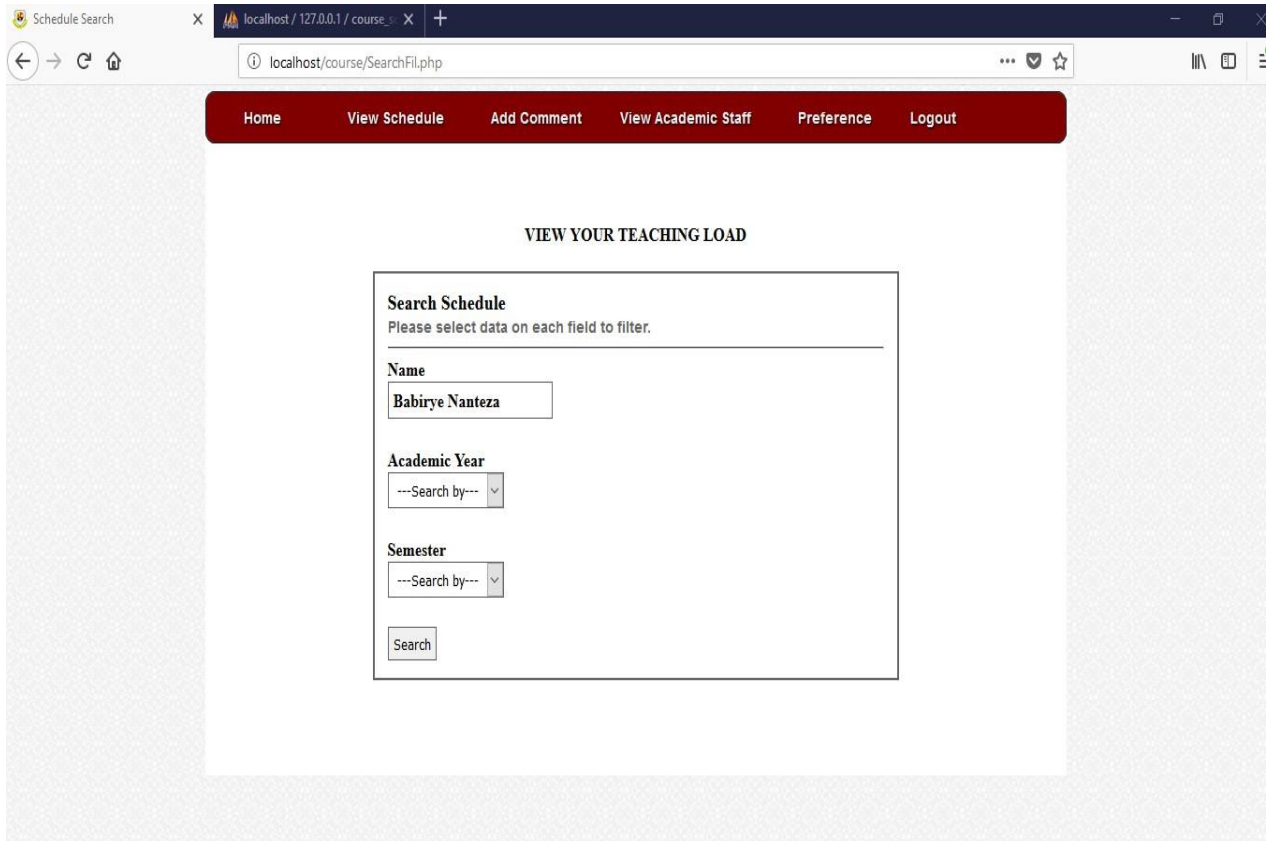 Schedule Search
localhost / 127.0.0.1 / course_s
localhost/course/SearchFil.php
Home View Schedule Add Comment View Academic Staff Preference Logout
VIEW YOUR TEACHING LOAD
Search Schedule
Please select data on each field to filter.
Name
Babirye Nanteza
Academic Year
---Search by---
Semester
---Search by---
Search